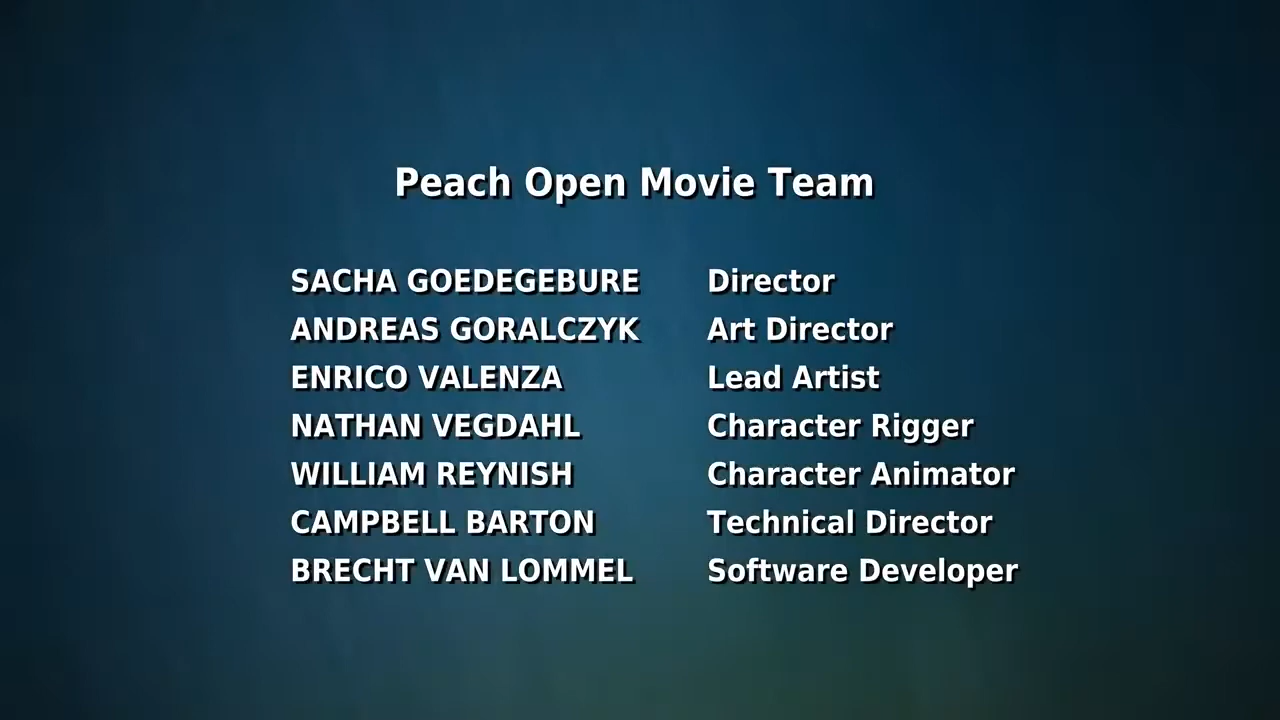 Peach Open Movie Team
SACHA GOEDEGEBURE Director
ANDREAS GORALCZYK Art Director
ENRICO VALENZA Lead Artist
NATHAN VEGDAHL Character Rigger
WILLIAM REYNISH Character Animator
CAMPBELL BARTON Technical Director
BRECHT VAN LOMMEL Software Developer